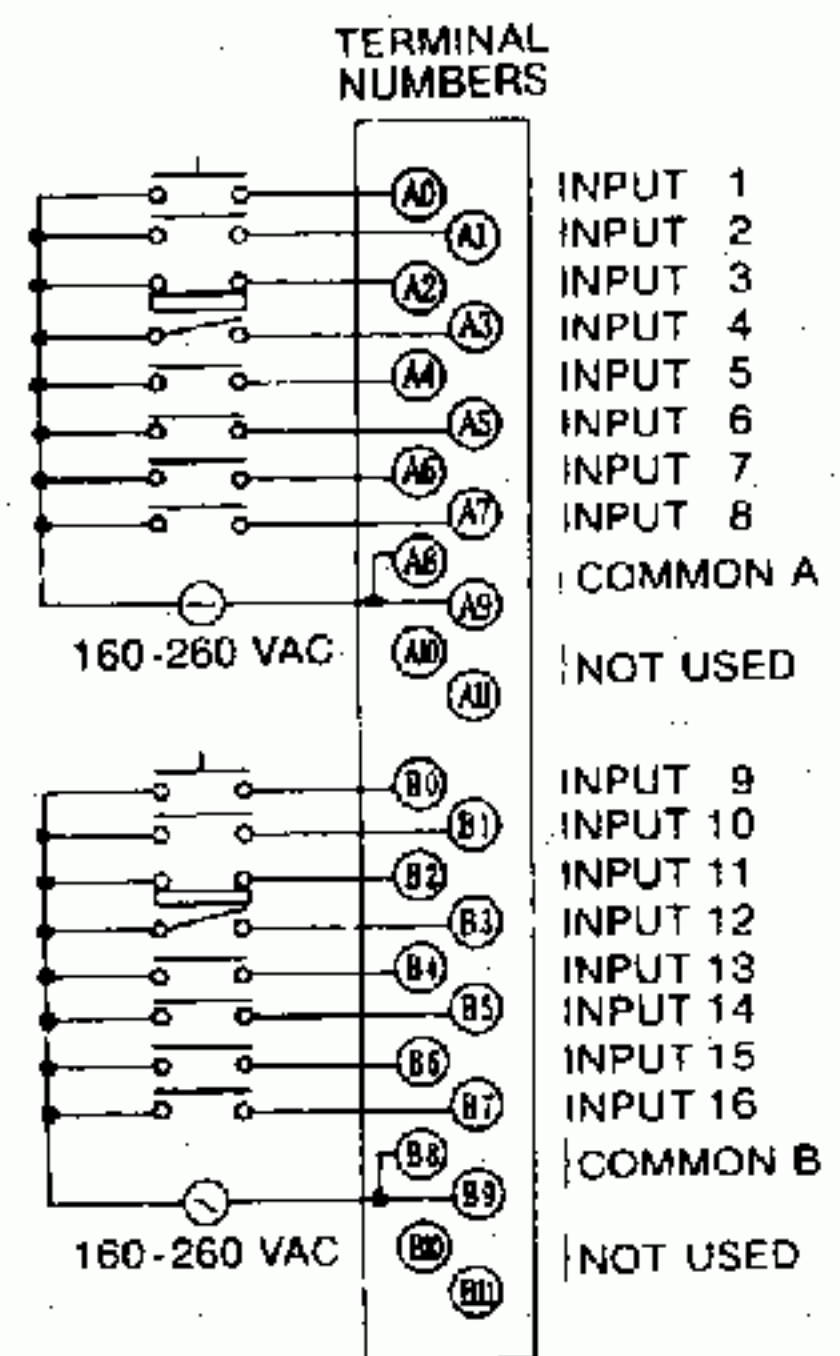 TERMINAL
NUMBERS
A0 INPUT 1
A1 INPUT 2
A2 INPUT 3
A3 INPUT 4
A4 INPUT 5
A5 INPUT 6
A6 INPUT 7
A7 INPUT 8
A8
COMMON A
A9
160-260 VAC
A10
NOT USED
A11
B0 INPUT 9
B1 INPUT 10
B2 INPUT 11
B3 INPUT 12
B4 INPUT 13
B5 INPUT 14
B6 INPUT 15
B7 INPUT 16
B8
COMMON B
B9
160-260 VAC
B10
NOT USED
B11